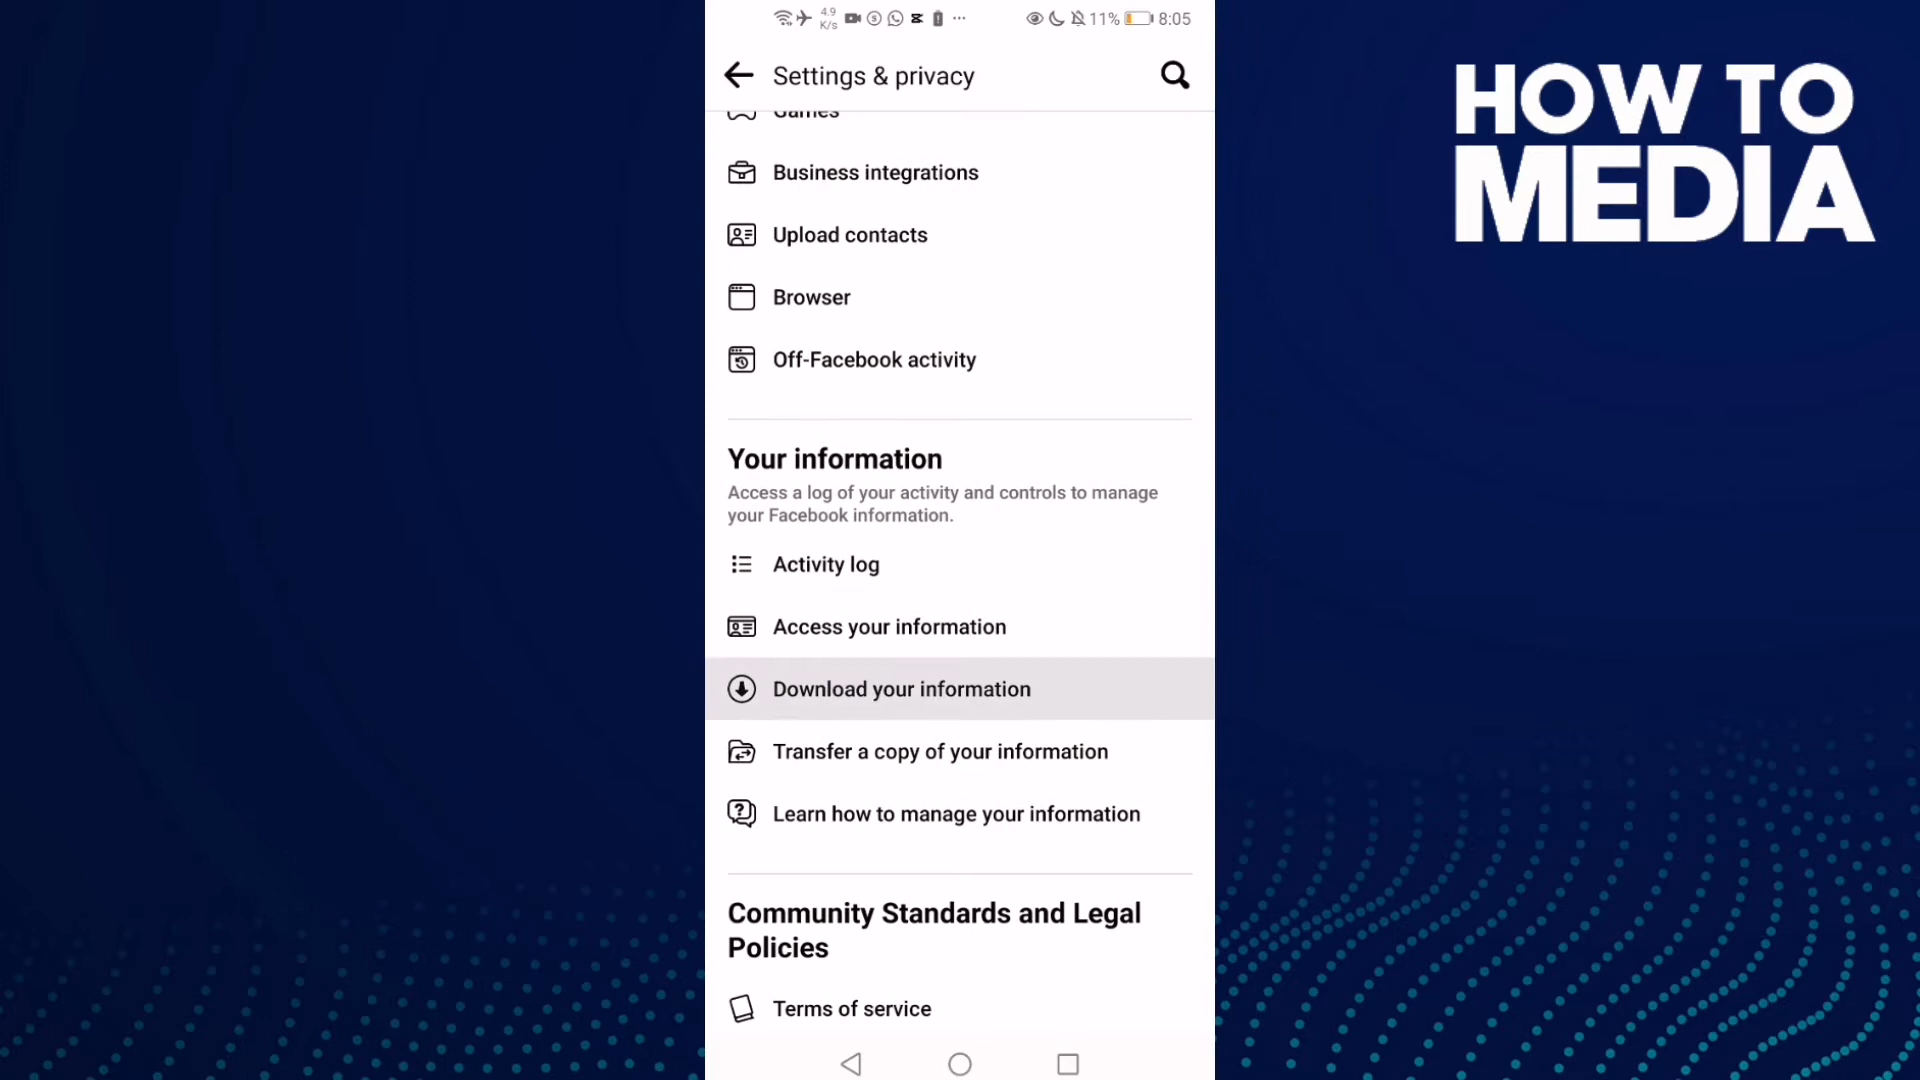 4.9
K/s
11%
8:05
Settings & privacy
HOW TO
MEDIA
Games
Business integrations
Upload contacts
Browser
Off-Facebook activity
Your information
Access a log of your activity and controls to manage
your Facebook information.
Activity log
Access your information
Download your information
Transfer a copy of your information
Learn how to manage your information
Community Standards and Legal
Policies
Terms of service